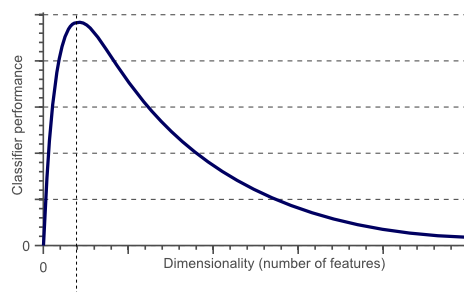 Classifier performance
0
0
Dimensionality (number of features)